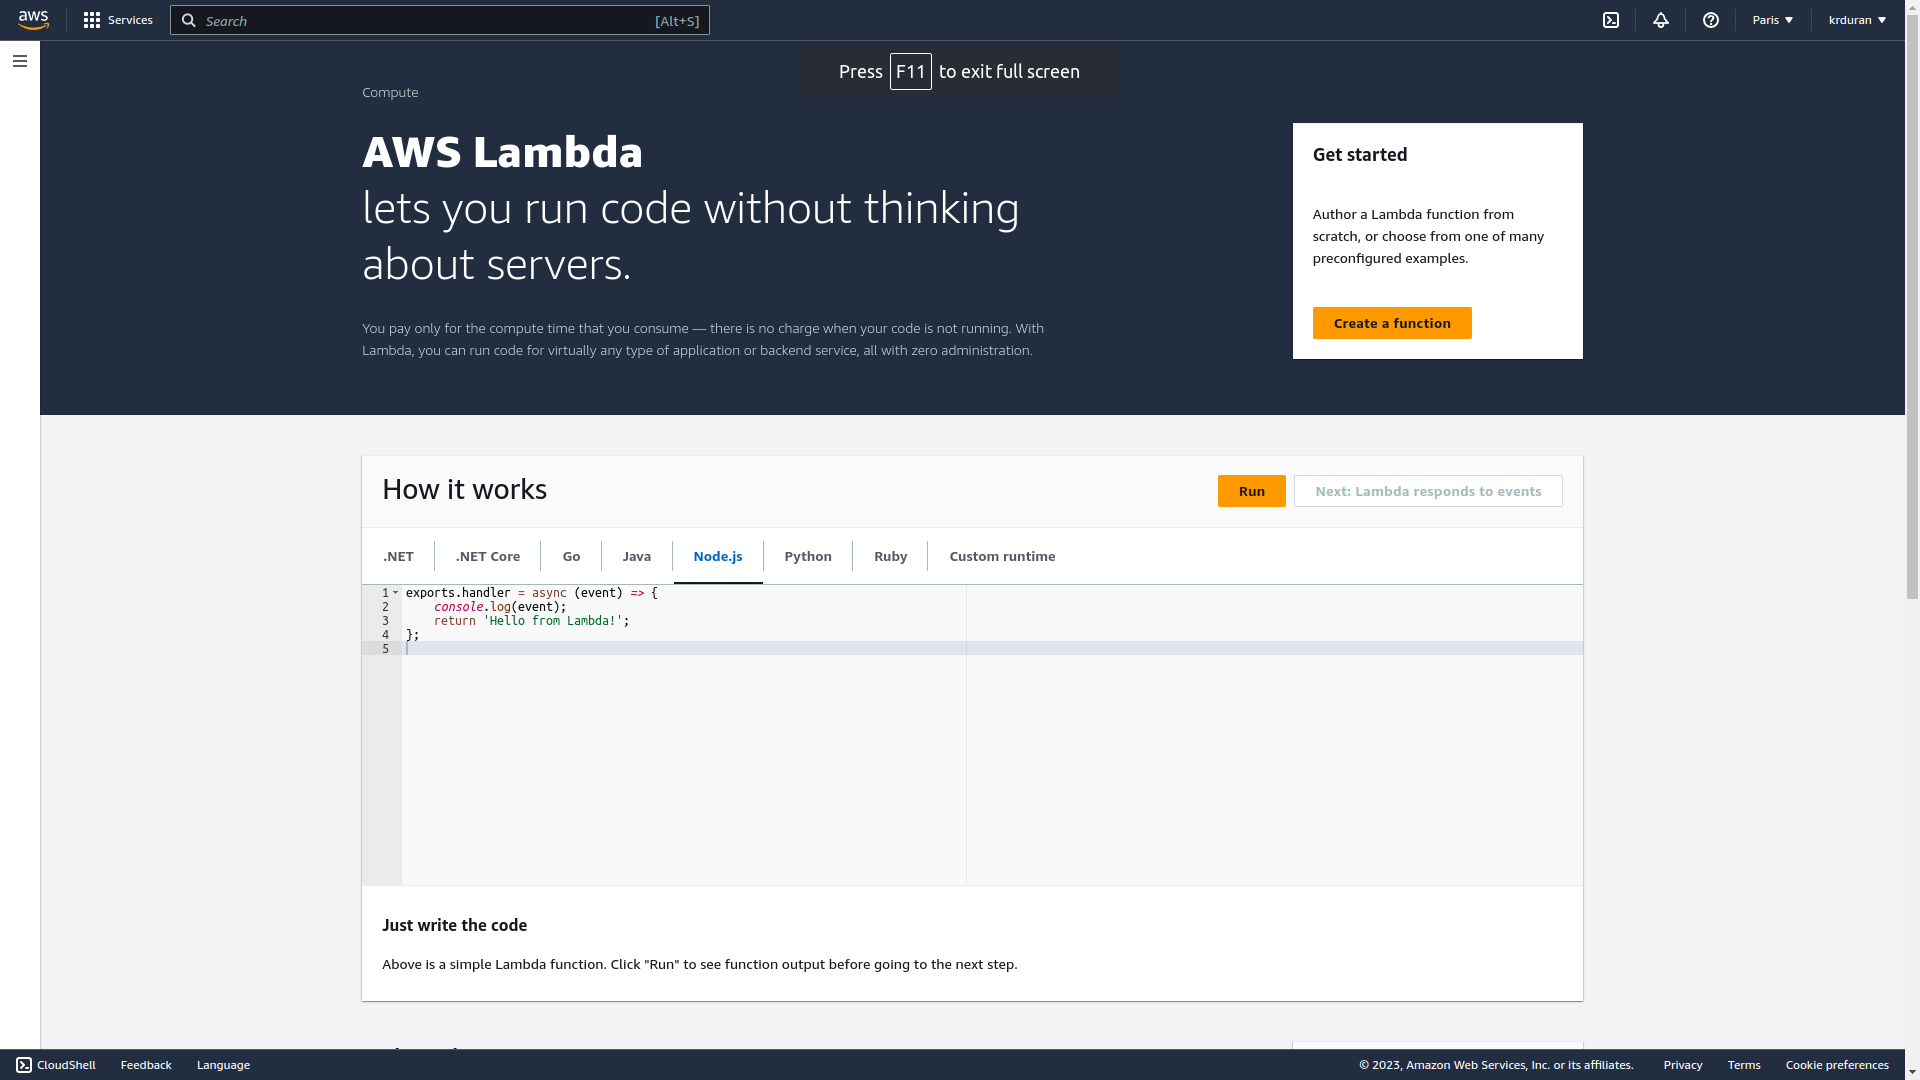 aws Services Search [Alt+S] Paris krduran
Press F11 to exit full screen
Compute
AWS Lambda
lets you run code without thinking
about servers.
You pay only for the compute time that you consume — there is no charge when your code is not running. With
Lambda, you can run code for virtually any type of application or backend service, all with zero administration.
Get started
Author a Lambda function from
scratch, or choose from one of many
preconfigured examples.
Create a function
How it works
Run
Next: Lambda responds to events
.NET .NET Core Go Java Node.js Python Ruby Custom runtime
1 exports.handler = async (event) => {
2 console.log(event);
3 return 'Hello from Lambda!';
4 };
5
Just write the code
Above is a simple Lambda function. Click "Run" to see function output before going to the next step.
CloudShell Feedback Language © 2023, Amazon Web Services, Inc. or its affiliates. Privacy Terms Cookie preferences